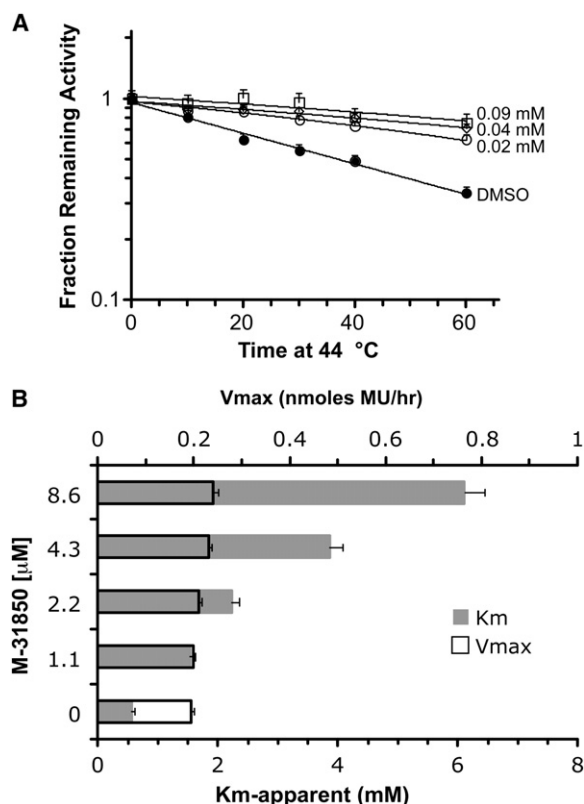 A
Fraction Remaining Activity
1
0.1
0.09 mM
0.04 mM
0.02 mM
DMSO
0 20 40 60
Time at 44 °C
B
Vmax (nmoles MU/hr)
0 0.2 0.4 0.6 0.8 1
M-31850 [μM]
8.6
4.3
2.2
1.1
0
Km
Vmax
0 2 4 6 8
Km-apparent (mM)